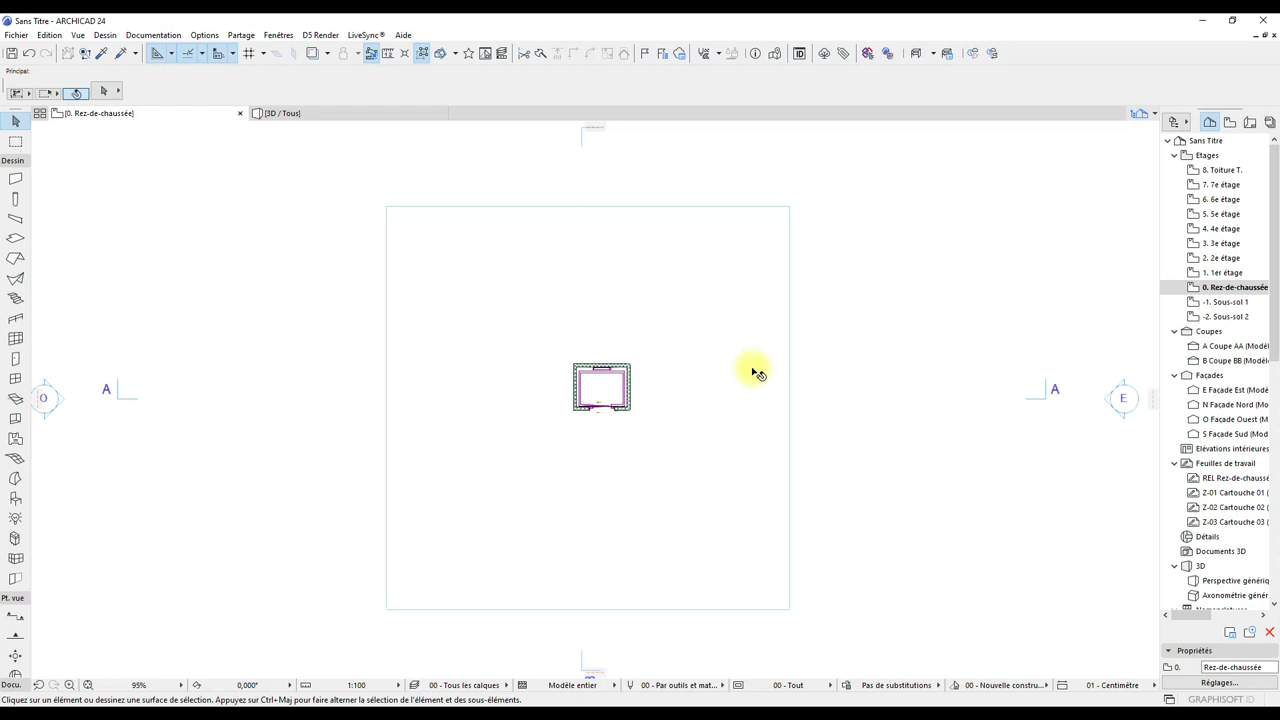 Sans Titre - ARCHICAD 24
Fichier Edition Vue Dessin Documentation Options Partage Fenêtres D5 Render LiveSync® Aide
Principal:
[0. Rez-de-chaussée] [3D / Tous]
Dessin
Pt. vue
Docu.
A
A
O
E
Sans Titre
Etages
8. Toiture T.
7. 7e étage
6. 6e étage
5. 5e étage
4. 4e étage
3. 3e étage
2. 2e étage
1. 1er étage
0. Rez-de-chaussée
-1. Sous-sol 1
-2. Sous-sol 2
Coupes
A Coupe AA (Modèl
B Coupe BB (Modèl
Façades
E Façade Est (Modèl
N Façade Nord (Mod
O Façade Ouest (Mod
S Façade Sud (Mod
Elévations intérieures
Feuilles de travail
REL Rez-de-chaussé
Z-01 Cartouche 01 (
Z-02 Cartouche 02 (
Z-03 Cartouche 03 (
Détails
Documents 3D
3D
Perspective génériq
Axonométrie génér
Propriétés
0. Rez-de-chaussée
Réglages...
95% 0,000° 1:100 00 - Tous les calques Modèle entier 00 - Par outils et mat... 00 - Tout Pas de substitutions 00 - Nouvelle constru... 01 - Centimètre
Cliquez sur un élément ou dessinez une surface de sélection. Appuyez sur Ctrl+Maj pour faire alterner la sélection de l'élément et des sous-éléments.
GRAPHISOFT ID